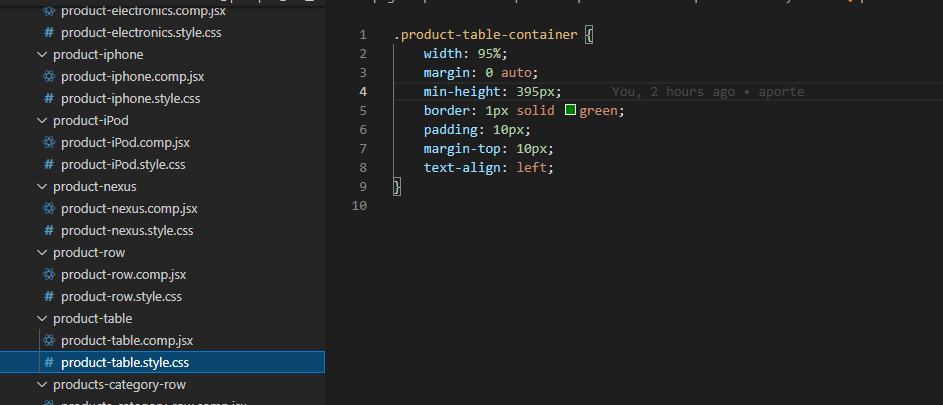 product-electronics.comp.jsx
# product-electronics.style.css
product-iphone
product-iphone.comp.jsx
# product-iphone.style.css
product-iPod
product-iPod.comp.jsx
# product-iPod.style.css
product-nexus
product-nexus.comp.jsx
# product-nexus.style.css
product-row
product-row.comp.jsx
# product-row.style.css
product-table
product-table.comp.jsx
# product-table.style.css
products-category-row
1 .product-table-container {
2 width: 95%;
3 margin: 0 auto;
4 min-height: 395px; You, 2 hours ago • aporte
5 border: 1px solid green;
6 padding: 10px;
7 margin-top: 10px;
8 text-align: left;
9 }
10